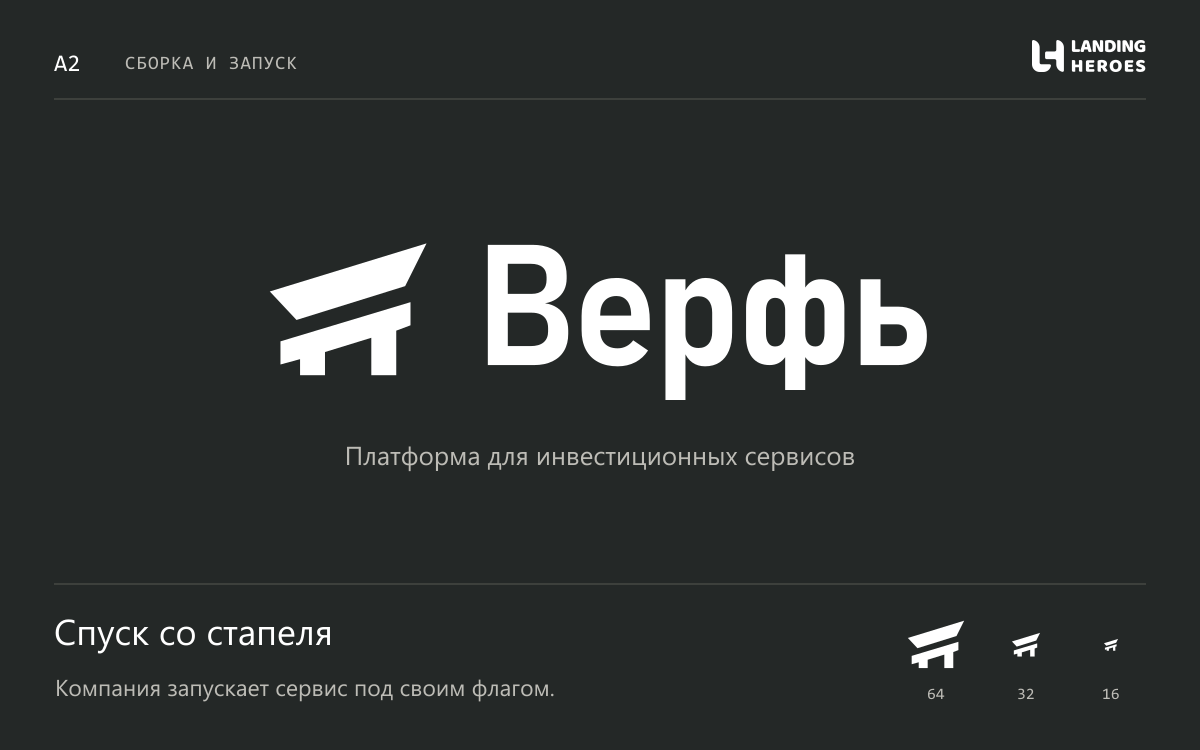 A2 СБОРКА И ЗАПУСК
LANDING
HEROES
Верфь
Платформа для инвестиционных сервисов
Спуск со стапеля
Компания запускает сервис под своим флагом.
64 32 16